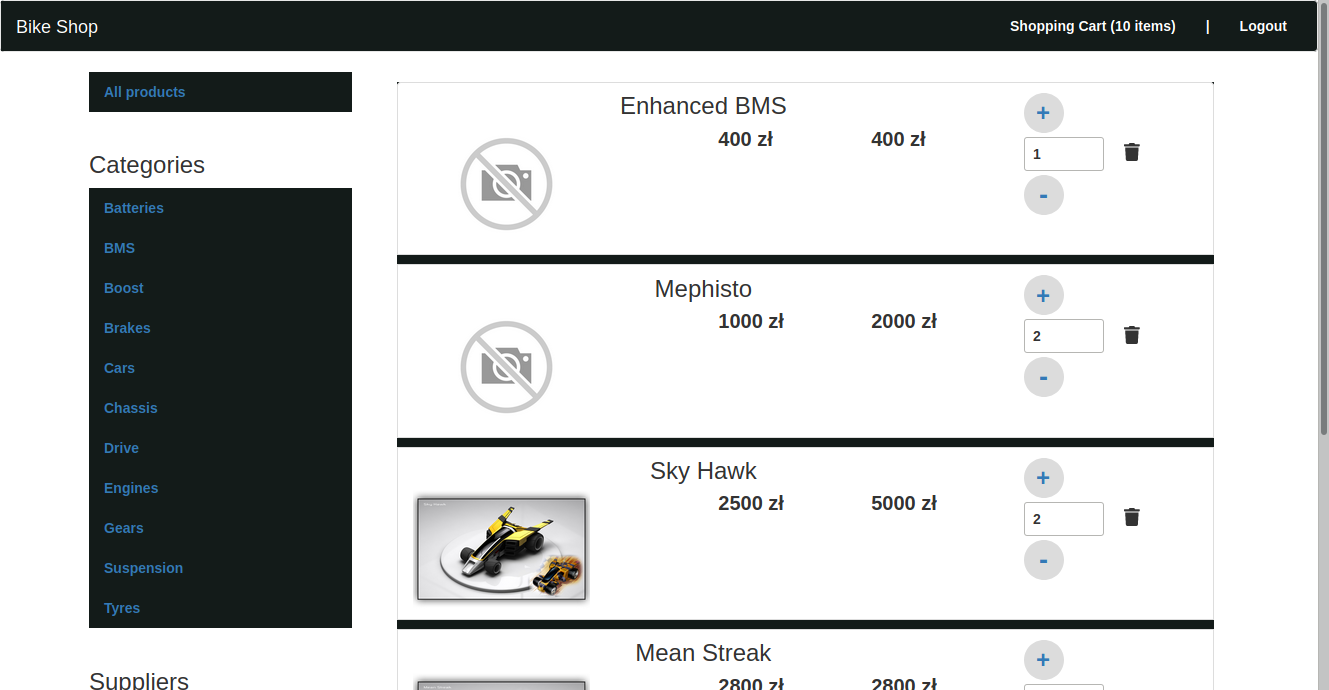 Bike Shop
Shopping Cart (10 items) | Logout
All products
Categories
Batteries
BMS
Boost
Brakes
Cars
Chassis
Drive
Engines
Gears
Suspension
Tyres
Suppliers
Enhanced BMS
400 zł 400 zł
+
1
-
Mephisto
1000 zł 2000 zł
+
2
-
Sky Hawk
2500 zł 5000 zł
+
2
-
Mean Streak
2800 zł 2800 zł
+